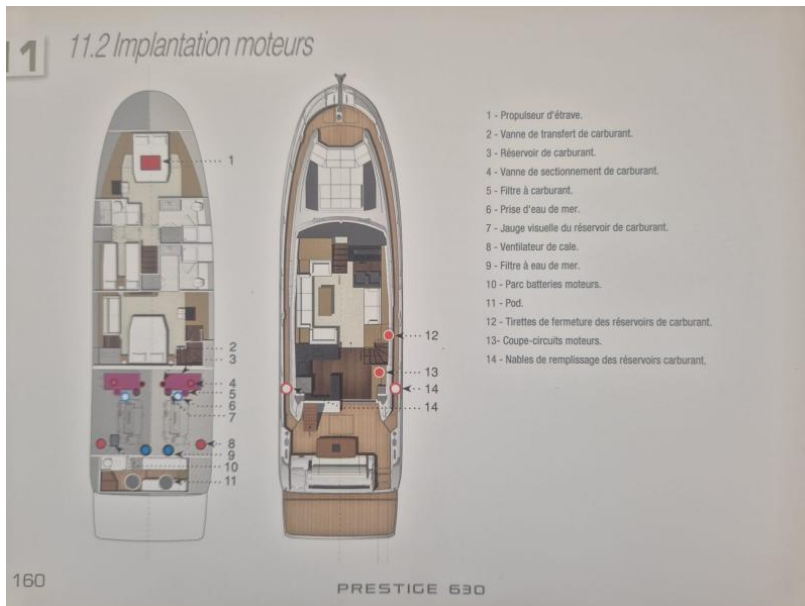 11
11.2 Implantation moteurs
1
2
3
4
5
6
7
8
9
10
11
12
13
14
14
1 - Propulseur d'étrave.
2 - Vanne de transfert de carburant.
3 - Réservoir de carburant.
4 - Vanne de sectionnement de carburant.
5 - Filtre à carburant.
6 - Prise d'eau de mer.
7 - Jauge visuelle du réservoir de carburant.
8 - Ventilateur de cale.
9 - Filtre à eau de mer.
10 - Parc batteries moteurs.
11 - Pod.
12 - Tirettes de fermeture des réservoirs de carburant.
13- Coupe-circuits moteurs.
14 - Nables de remplissage des réservoirs carburant.
160
PRESTIGE 630